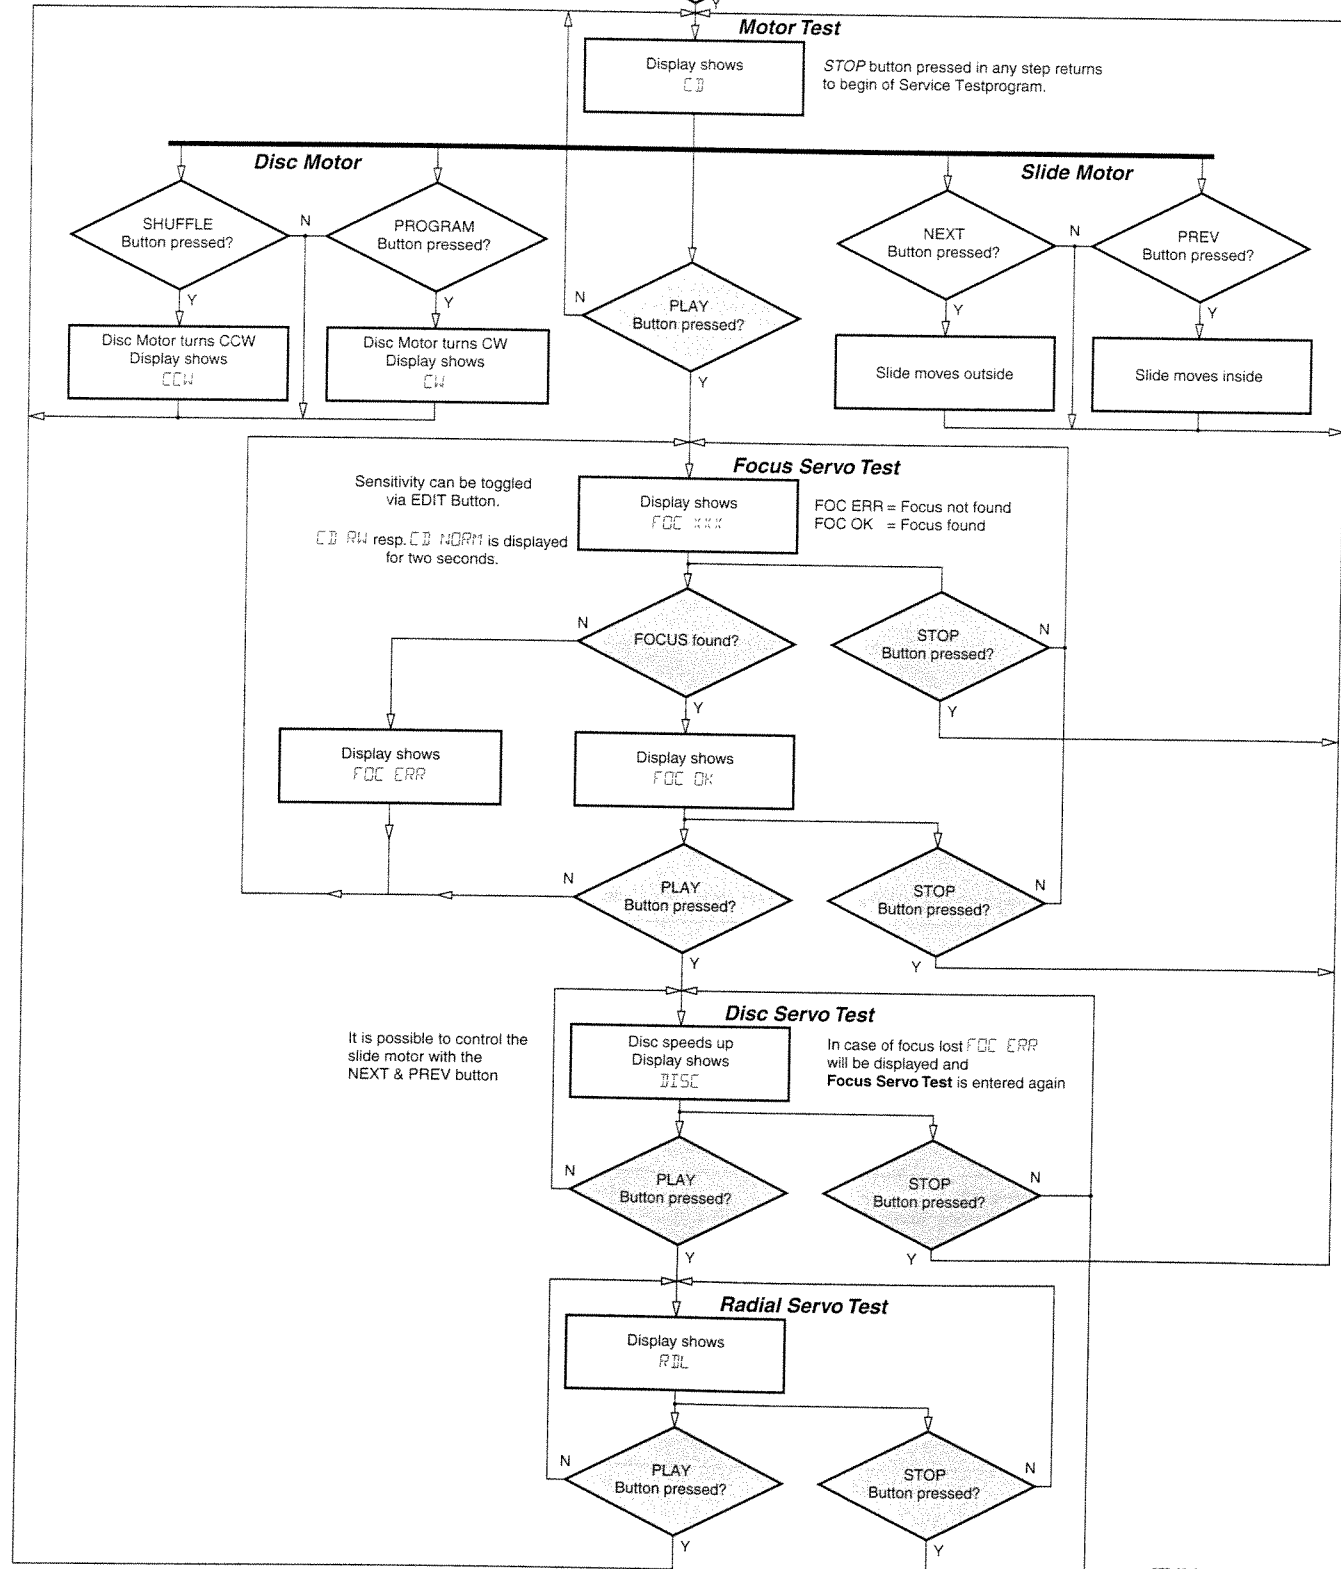 Y
Motor Test
Display shows
CD
STOP button pressed in any step returns
to begin of Service Testprogram.
Disc Motor
Slide Motor
SHUFFLE
Button pressed?
N
PROGRAM
Button pressed?
NEXT
Button pressed?
N
PREV
Button pressed?
Y
Y
N
PLAY
Button pressed?
Y
Y
Disc Motor turns CCW
Display shows
CCW
Disc Motor turns CW
Display shows
CW
Y
Slide moves outside
Slide moves inside
Focus Servo Test
Sensitivity can be toggled
via EDIT Button.
CD RW resp. CD NORM is displayed
for two seconds.
Display shows
FOC XXX
FOC ERR = Focus not found
FOC OK = Focus found
N
FOCUS found?
Y
STOP
Button pressed?
N
Y
Display shows
FOC ERR
Display shows
FOC OK
N
PLAY
Button pressed?
Y
STOP
Button pressed?
N
Y
Disc Servo Test
It is possible to control the
slide motor with the
NEXT & PREV button
Disc speeds up
Display shows
DISC
In case of focus lost FOC ERR
will be displayed and
Focus Servo Test is entered again
N
PLAY
Button pressed?
Y
STOP
Button pressed?
N
Y
Radial Servo Test
Display shows
RDL
N
PLAY
Button pressed?
Y
STOP
Button pressed?
N
Y